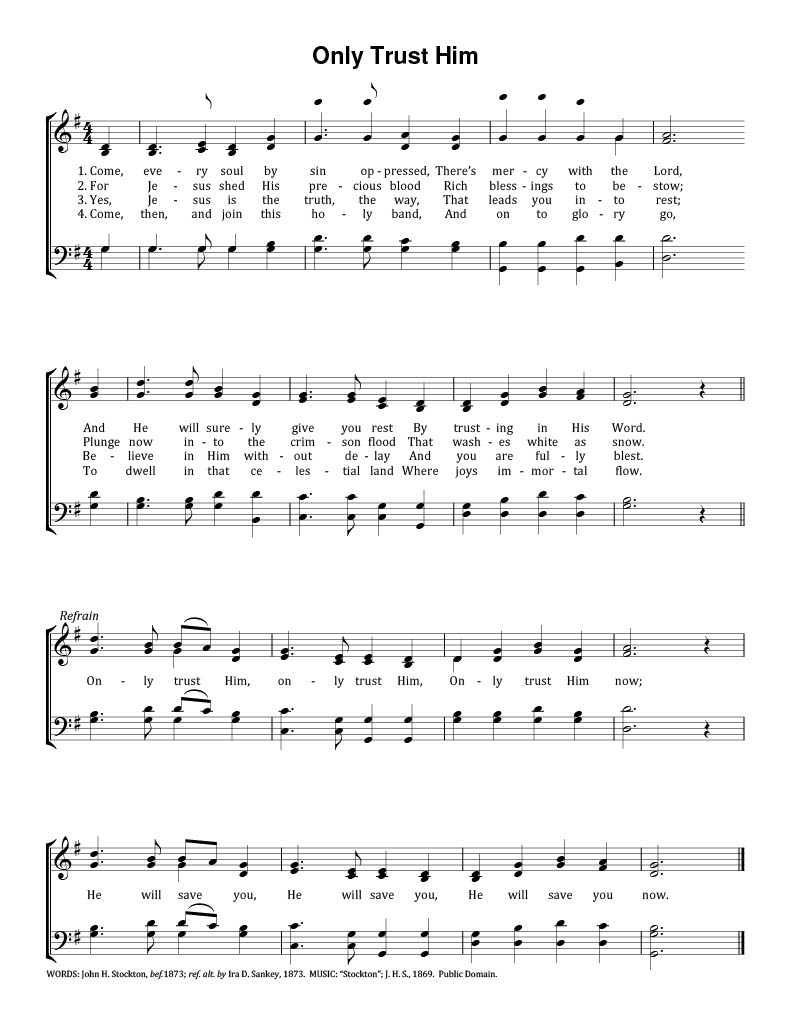 Only Trust Him
4 4
1. Come, eve - ry soul by sin op - pressed, There's mer - cy with the Lord,
2. For Je - sus shed His pre - cious blood Rich bless - ings to be - stow;
3. Yes, Je - sus is the truth, the way, That leads you in - to rest;
4. Come, then, and join this ho - ly band, And on to glo - ry go,
4 4
And He will sure - ly give you rest By trust - ing in His Word.
Plunge now in - to the crim - son flood That wash - es white as snow.
Be - lieve in Him with - out de - lay And you are ful - ly blest.
To dwell in that ce - les - tial land Where joys im - mor - tal flow.
Refrain
On - ly trust Him, on - ly trust Him, On - ly trust Him now;
He will save you, He will save you, He will save you now.
WORDS: John H. Stockton, bef.1873; ref. alt. by Ira D. Sankey, 1873. MUSIC: “Stockton”; J. H. S., 1869. Public Domain.